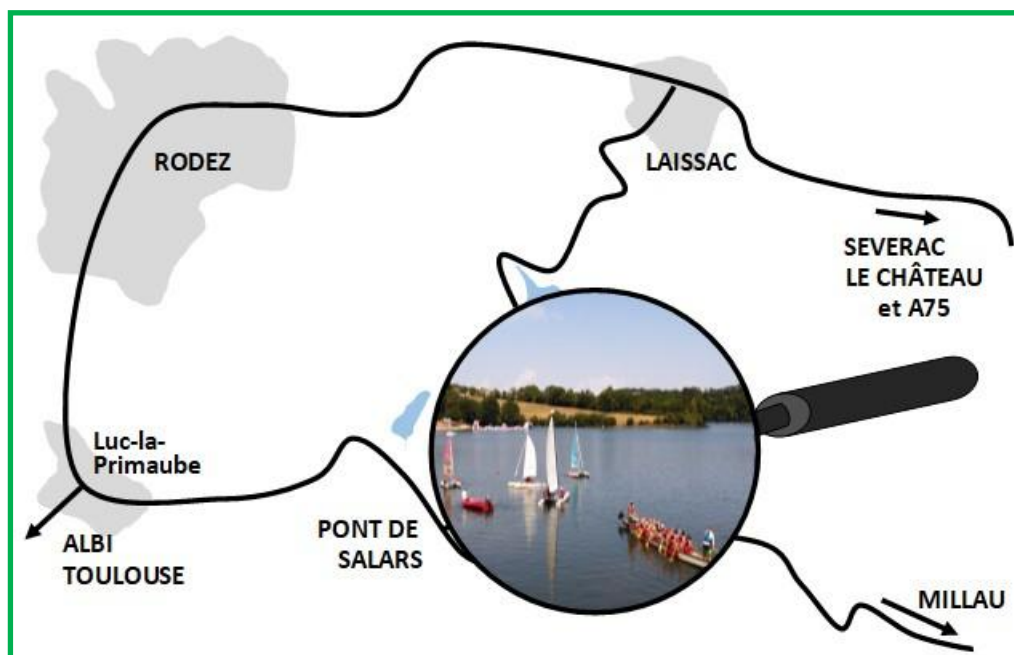 RODEZ
LAISSAC
SEVERAC
LE CHÂTEAU
et A75
Luc-la-
Primaube
PONT DE
SALARS
ALBI
TOULOUSE
MILLAU